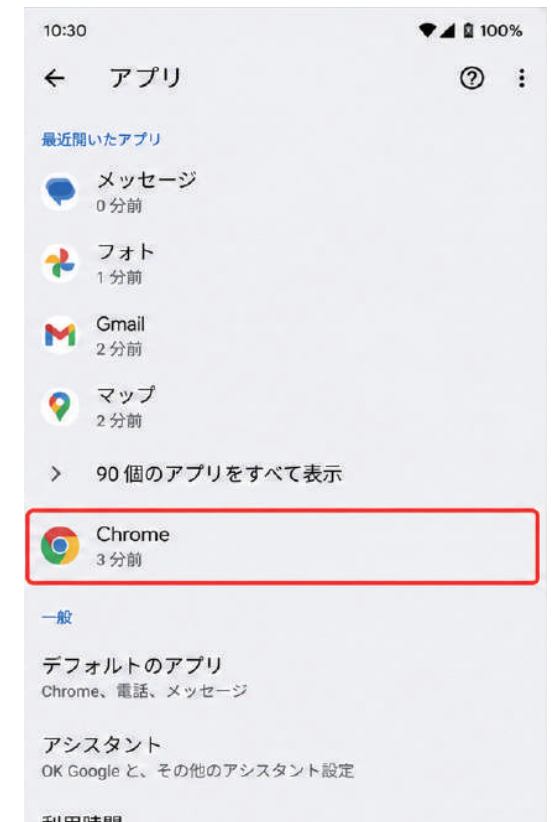 10:30 100%
アプリ
最近開いたアプリ
メッセージ
0 分前
フォト
1 分前
Gmail
2 分前
マップ
2 分前
90 個のアプリをすべて表示
Chrome
3 分前
一般
デフォルトのアプリ
Chrome、電話、メッセージ
アシスタント
OK Google と、その他のアシスタント設定
利用時間